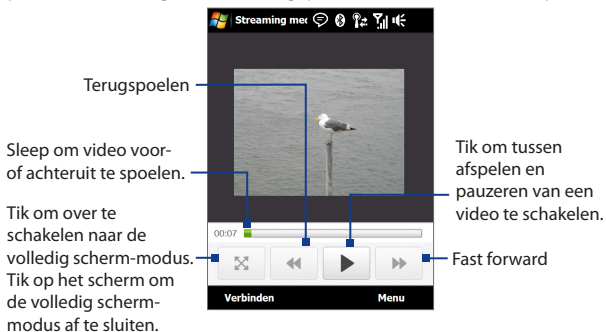 Streaming mec
Terugspoelen
Sleep om video voor-
of achteruit te spoelen.
Tik om over te
schakelen naar de
volledig scherm-modus.
Tik op het scherm om
de volledig scherm-
modus af te sluiten.
Tik om tussen
afspelen en
pauzeren van een
video te schakelen.
00:07
Fast forward
Verbinden
Menu